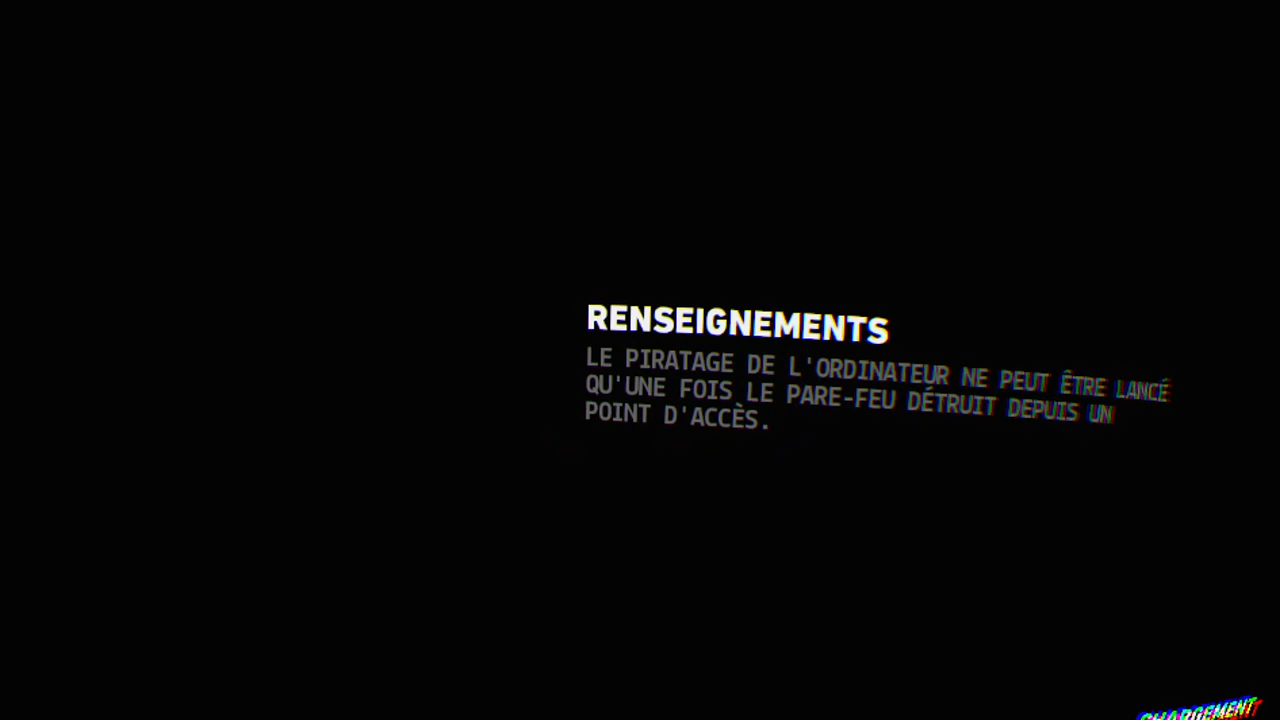 RENSEIGNEMENTS
LE PIRATAGE DE L'ORDINATEUR NE PEUT ÊTRE LANCÉ
QU'UNE FOIS LE PARE-FEU DÉTRUIT DEPUIS UN
POINT D'ACCÈS.
CHARGEMENT